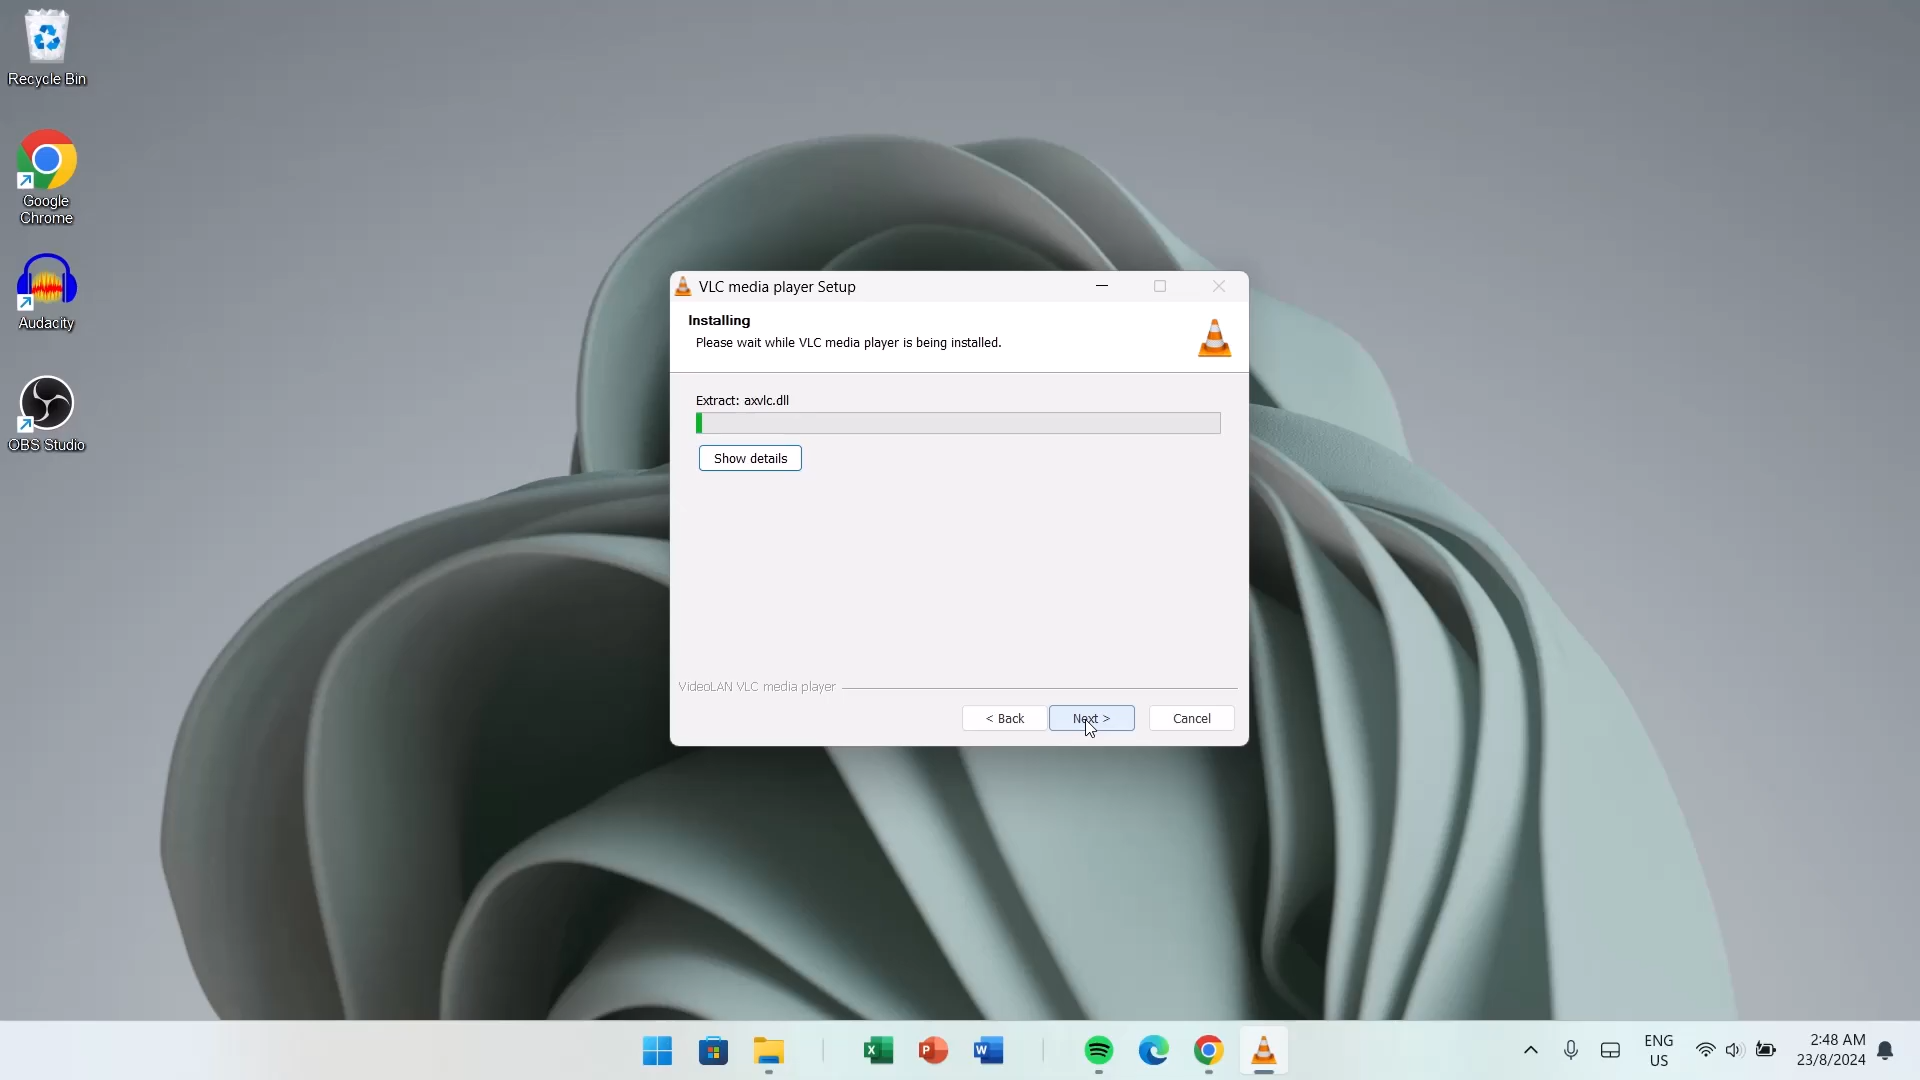 Recycle Bin
Google
Chrome
Audacity
OBS Studio
VLC media player Setup
Installing
Please wait while VLC media player is being installed.
Extract: axvlc.dll
Show details
VideoLAN VLC media player
< Back
Next >
Cancel
ENG
US
2:48 AM
23/8/2024